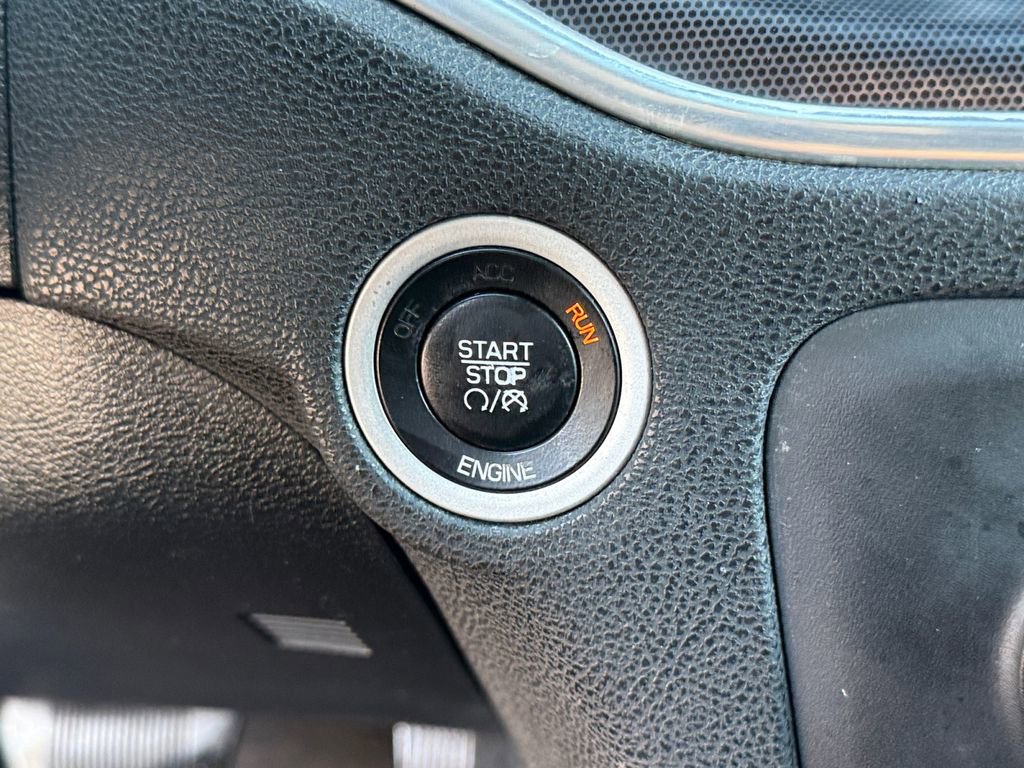 ACC
OFF
RUN
START
STOP
/
ENGINE